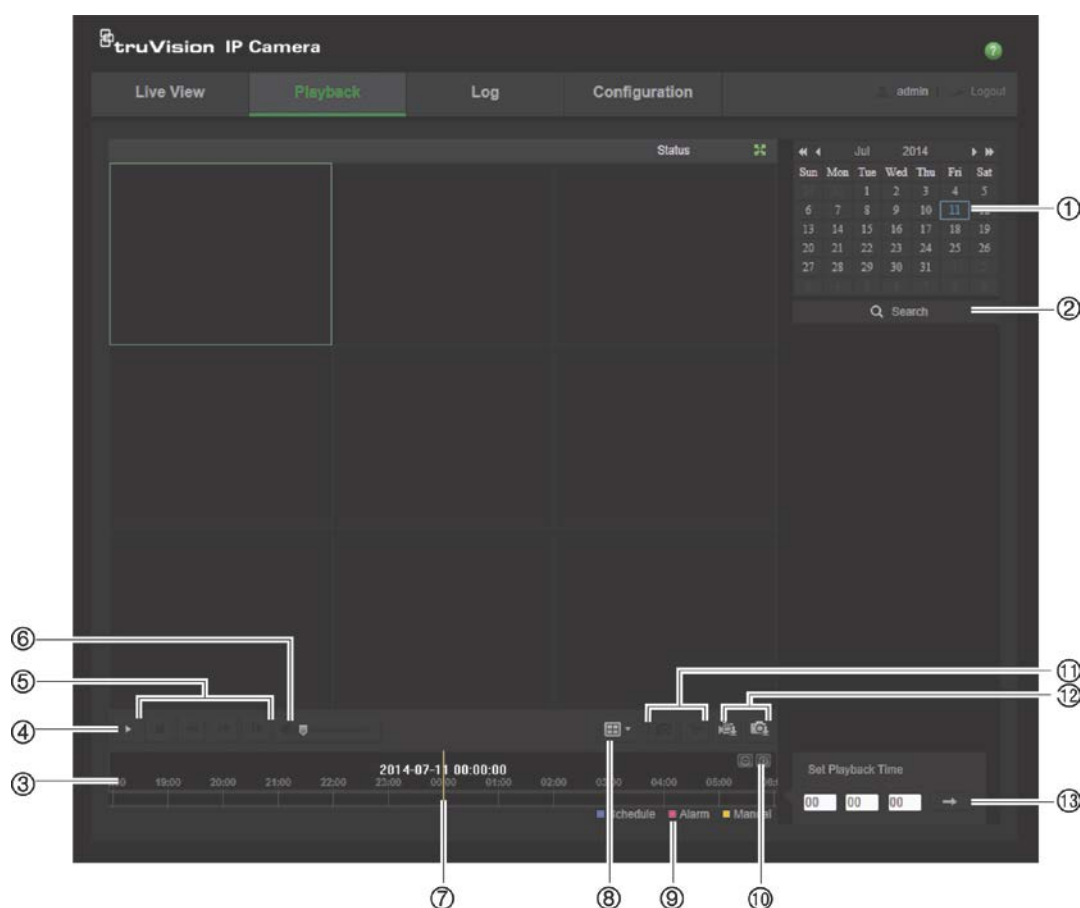 truVision IP Camera
?
Live View Playback Log Configuration admin Logout
Status
Jul 2014
Sun Mon Tue Wed Thu Fri Sat
1 2 3 4 5
6 7 8 9 10 11 12
13 14 15 16 17 18 19
20 21 22 23 24 25 26
27 28 29 30 31
①
Search
②
⑥
⑤
④
③
⑪
⑫
2014-07-11 00:00:00
19:00 20:00 21:00 22:00 23:00 00:00 01:00 02:00 03:00 04:00 05:00
Schedule Alarm Manual
Set Playback Time
00 00 00
⑬
⑦ ⑧ ⑨ ⑩